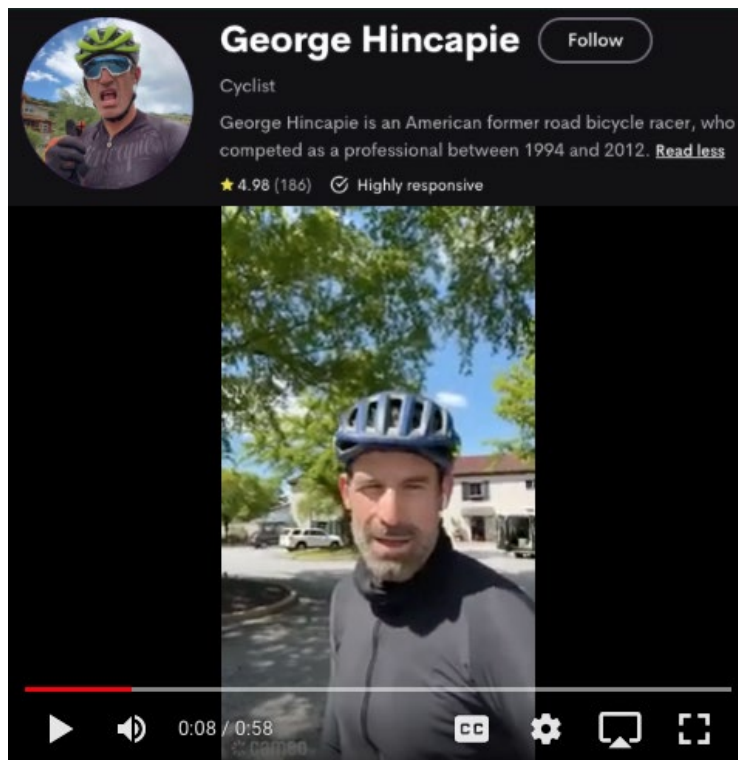 George Hincapie Follow
Cyclist
George Hincapie is an American former road bicycle racer, who
competed as a professional between 1994 and 2012. Read less
4.98 (186) Highly responsive
0:08 / 0:58 CC
cameo